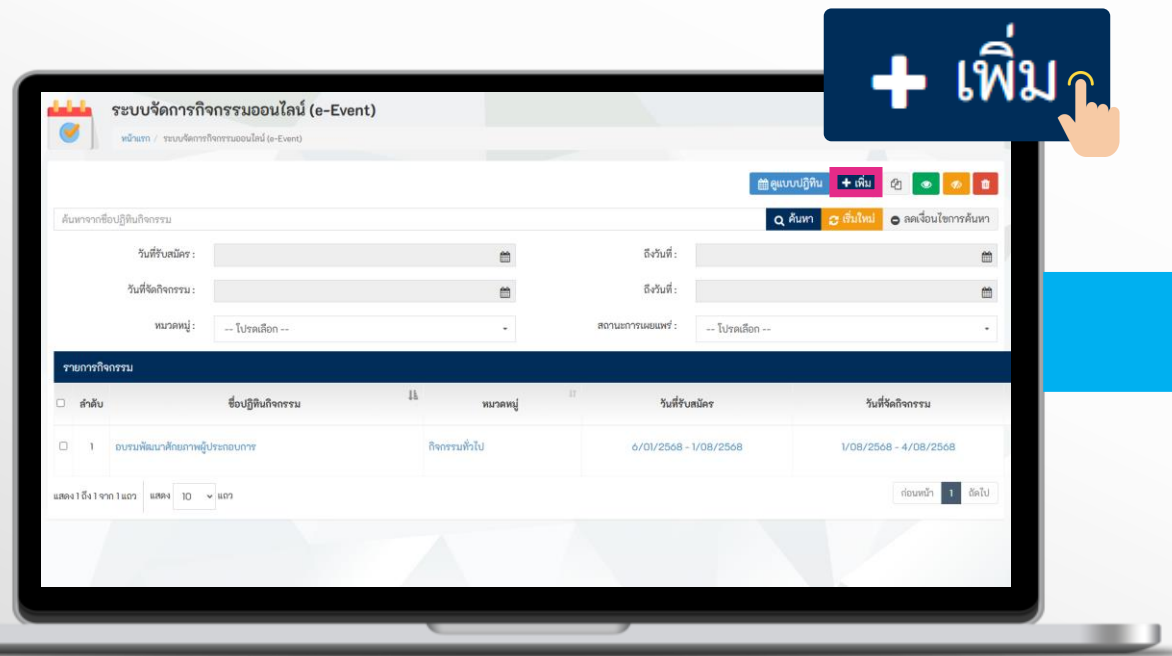 + เพิ่ม
ระบบจัดการกิจกรรมออนไลน์ (e-Event)
หน้าแรก / ระบบจัดการกิจกรรมออนไลน์ (e-Event)
ดูแบบปฏิทิน + เพิ่ม
ค้นหาจากชื่อปฏิทินกิจกรรม ค้นหา เริ่มใหม่ ลดเงื่อนไขการค้นหา
วันที่รับสมัคร : ถึงวันที่ :
วันที่จัดกิจกรรม : ถึงวันที่ :
หมวดหมู่ : -- โปรดเลือก -- สถานะการเผยแพร่ : -- โปรดเลือก --
รายการกิจกรรม
ลำดับ ชื่อปฏิทินกิจกรรม หมวดหมู่ วันที่รับสมัคร วันที่จัดกิจกรรม
1 อบรมพัฒนาศักยภาพผู้ประกอบการ กิจกรรมทั่วไป 6/01/2568 - 1/08/2568 1/08/2568 - 4/08/2568
แสดง 1 ถึง 1 จาก 1 แถว แสดง 10 แถว ก่อนหน้า 1 ถัดไป